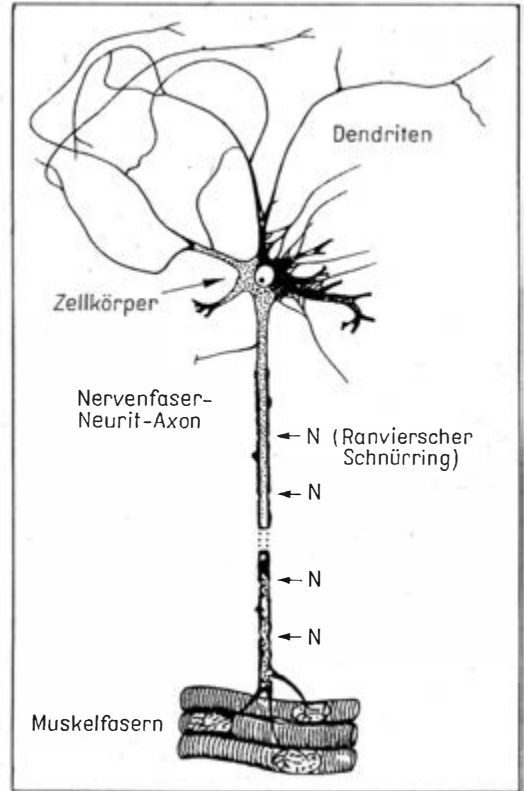 Dendriten
Zellkörper
Nervenfaser-
Neurit-Axon
N (Ranvierscher
Schnürring)
N
N
N
Muskelfasern